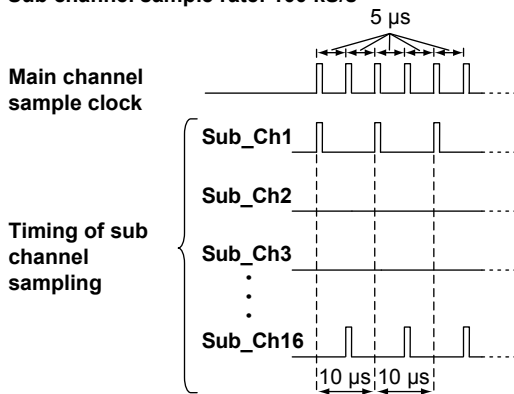 Sub channel sample rate: 100 kS/s
5 µs
Main channel
sample clock
Sub_Ch1
Sub_Ch2
Timing of sub
channel
sampling
Sub_Ch3
Sub_Ch16
10 µs
10 µs